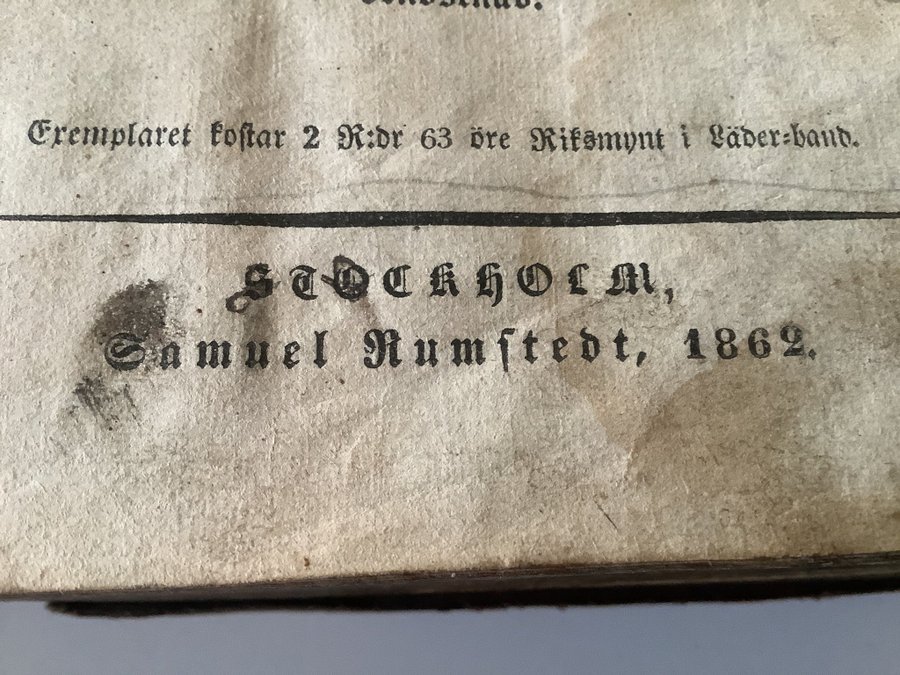 Exemplaret kostar 2 R:dr 63 öre Riksmynt i Läder-band.
STOCKHOLM,
Samuel Rumstedt, 1862.